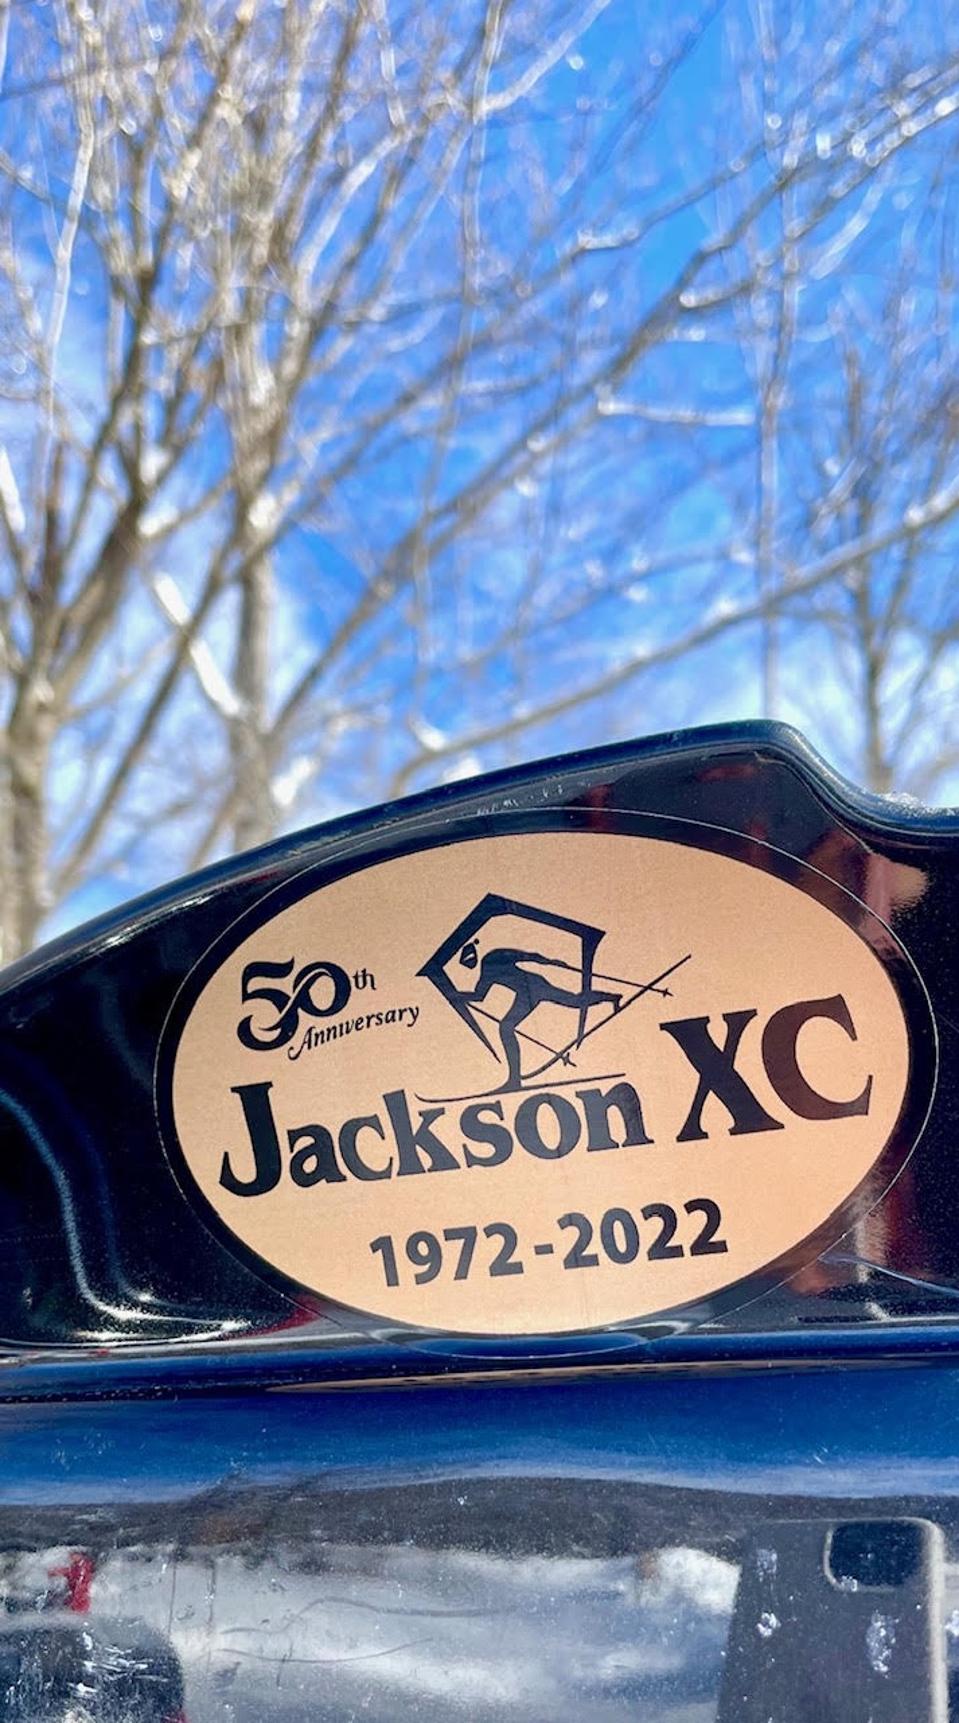 50th
Anniversary
Jackson XC
1972-2022